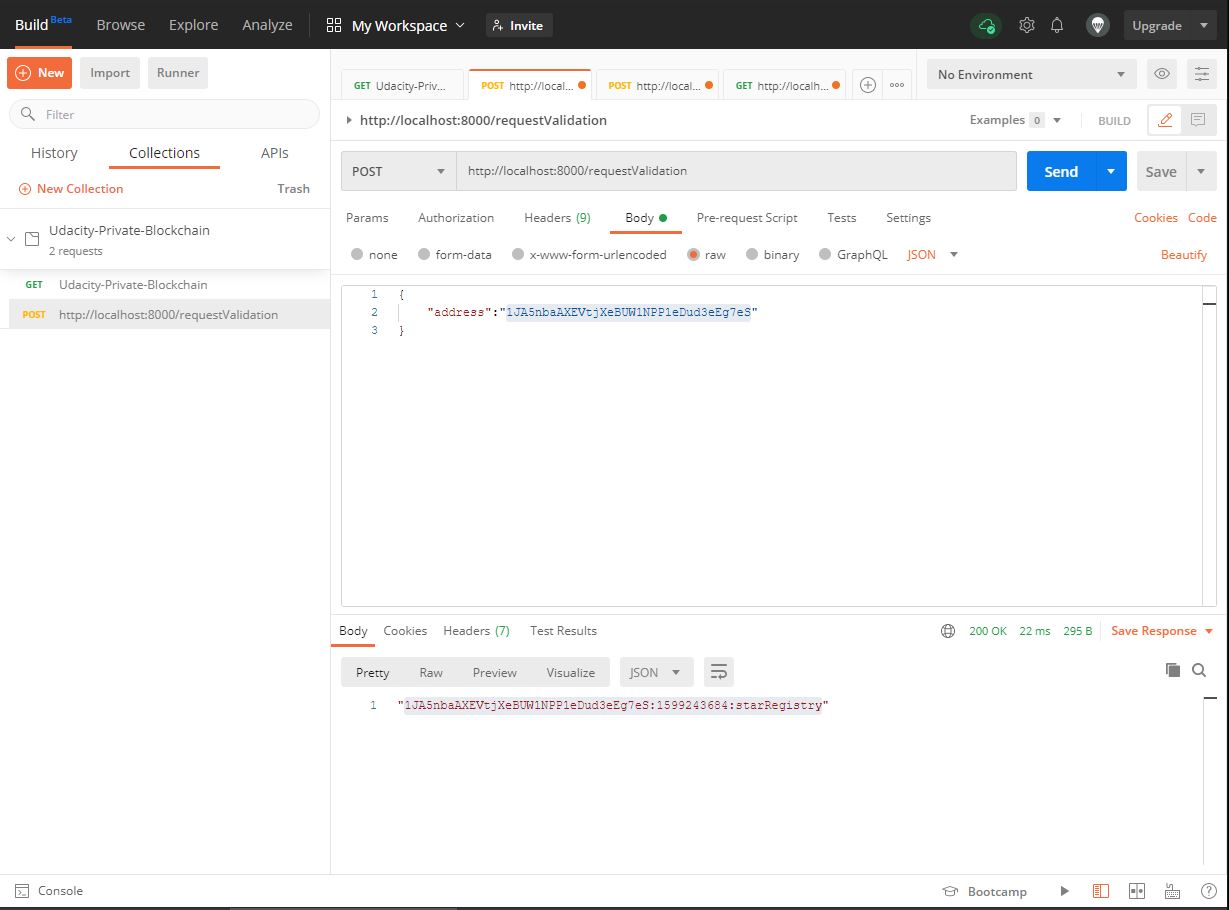 Build Beta Browse Explore Analyze My Workspace Invite Upgrade
New Import Runner
Filter
History Collections APIs
New Collection Trash
Udacity-Private-Blockchain
2 requests
GET Udacity-Private-Blockchain
POST http://localhost:8000/requestValidation
GET Udacity-Priv... POST http://local... POST http://local... GET http://localh... No Environment
http://localhost:8000/requestValidation Examples 0 BUILD
POST http://localhost:8000/requestValidation Send Save
Params Authorization Headers (9) Body Pre-request Script Tests Settings Cookies Code
none form-data x-www-form-urlencoded raw binary GraphQL JSON Beautify
1 {
2 "address":"1JA5nbaAXEVtjXeBUW1NPP1eDud3eEg7eS"
3 }
Body Cookies Headers (7) Test Results 200 OK 22 ms 295 B Save Response
Pretty Raw Preview Visualize JSON
1 "1JA5nbaAXEVtjXeBUW1NPP1eDud3eEg7eS:1599243684:starRegistry"
Console Bootcamp